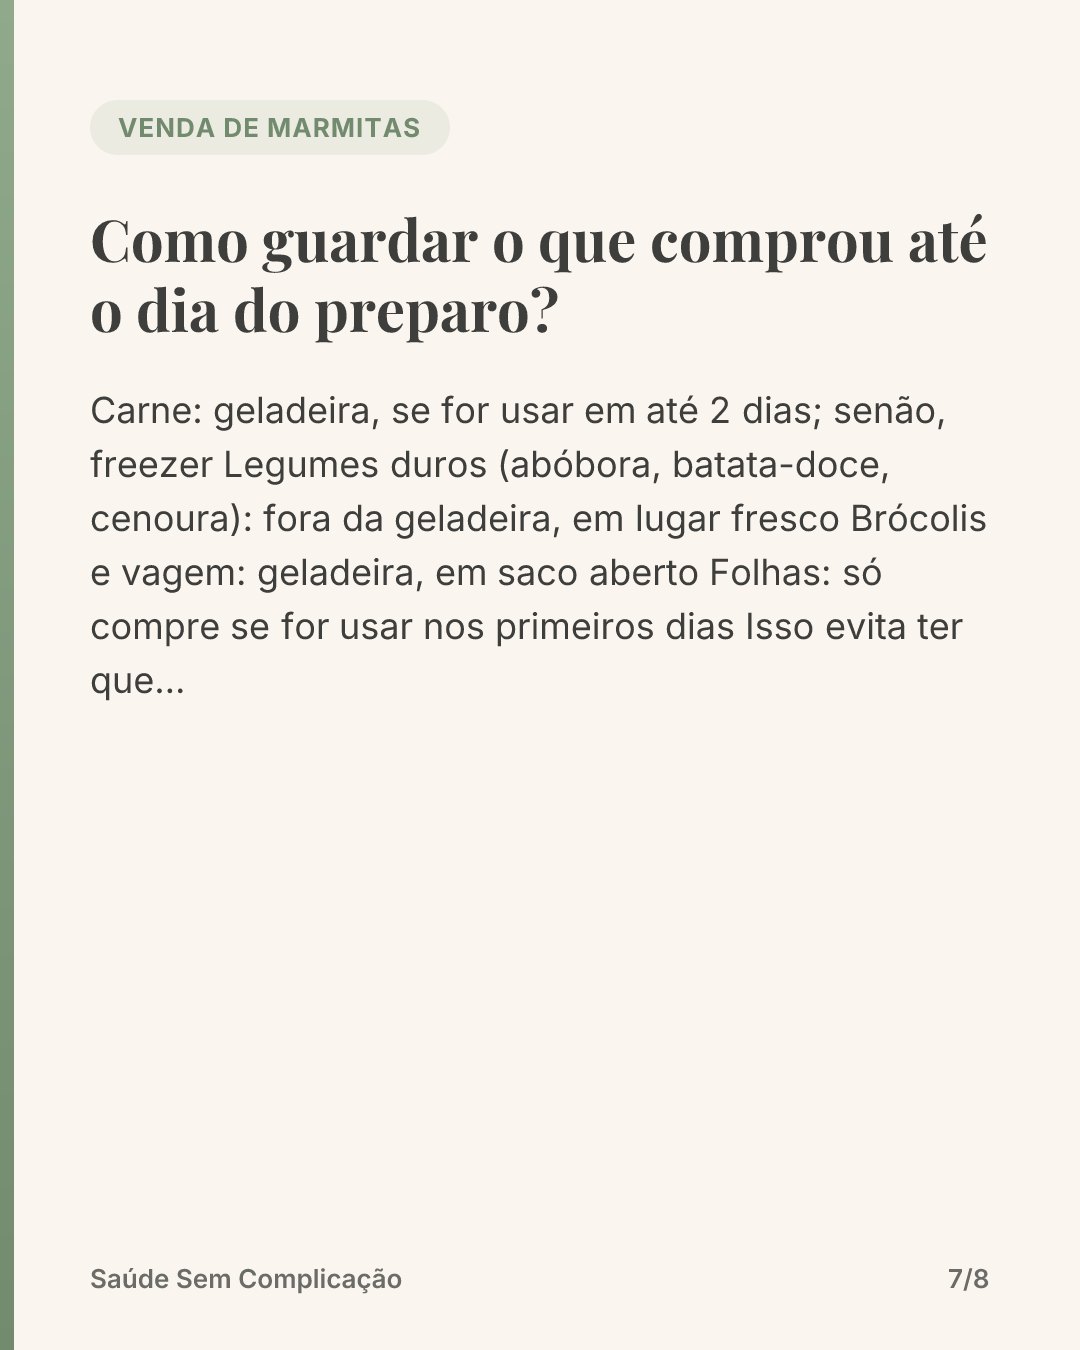 VENDA DE MARMITAS
Como guardar o que comprou até
o dia do preparo?
Carne: geladeira, se for usar em até 2 dias; senão,
freezer Legumes duros (abóbora, batata-doce,
cenoura): fora da geladeira, em lugar fresco Brócolis
e vagem: geladeira, em saco aberto Folhas: só
compre se for usar nos primeiros dias Isso evita ter
que...
Saúde Sem Complicação
7/8